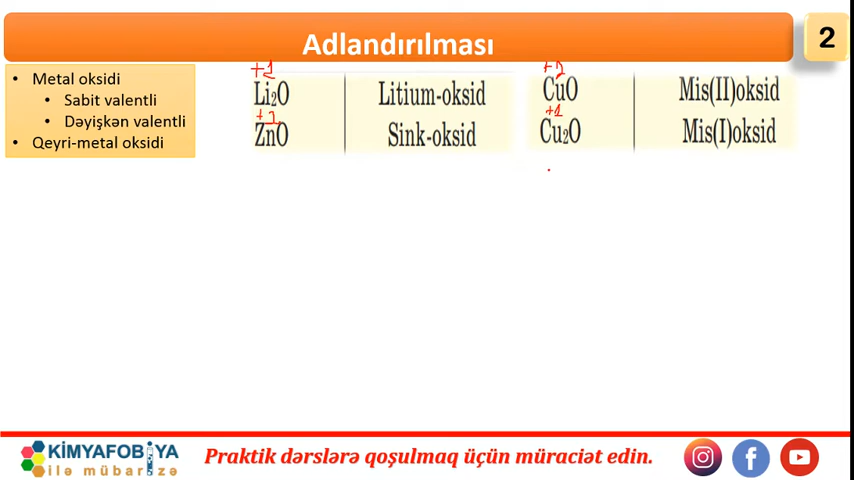 Adlandırılması
2
• Metal oksidi
• Sabit valentli
• Dəyişkən valentli
• Qeyri-metal oksidi
+1
Li₂O Litium-oksid
+2
ZnO Sink-oksid
+2
CuO Mis(II)oksid
+1
Cu₂O Mis(I)oksid
KİMYAFOBİYA
ilə mübarizə
Praktik dərslərə qoşulmaq üçün müraciət edin.